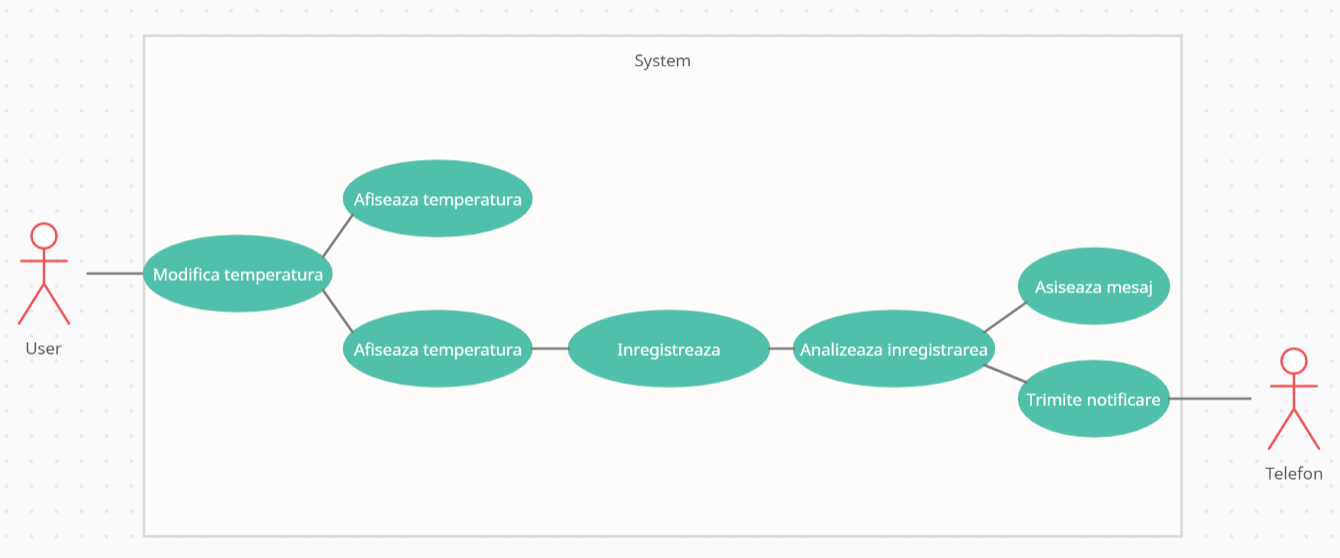 System
Afiseaza temperatura
Modifica temperatura
Asiseaza mesaj
Afiseaza temperatura
Inregistreaza
Analizeaza inregistrarea
User
Trimite notificare
Telefon